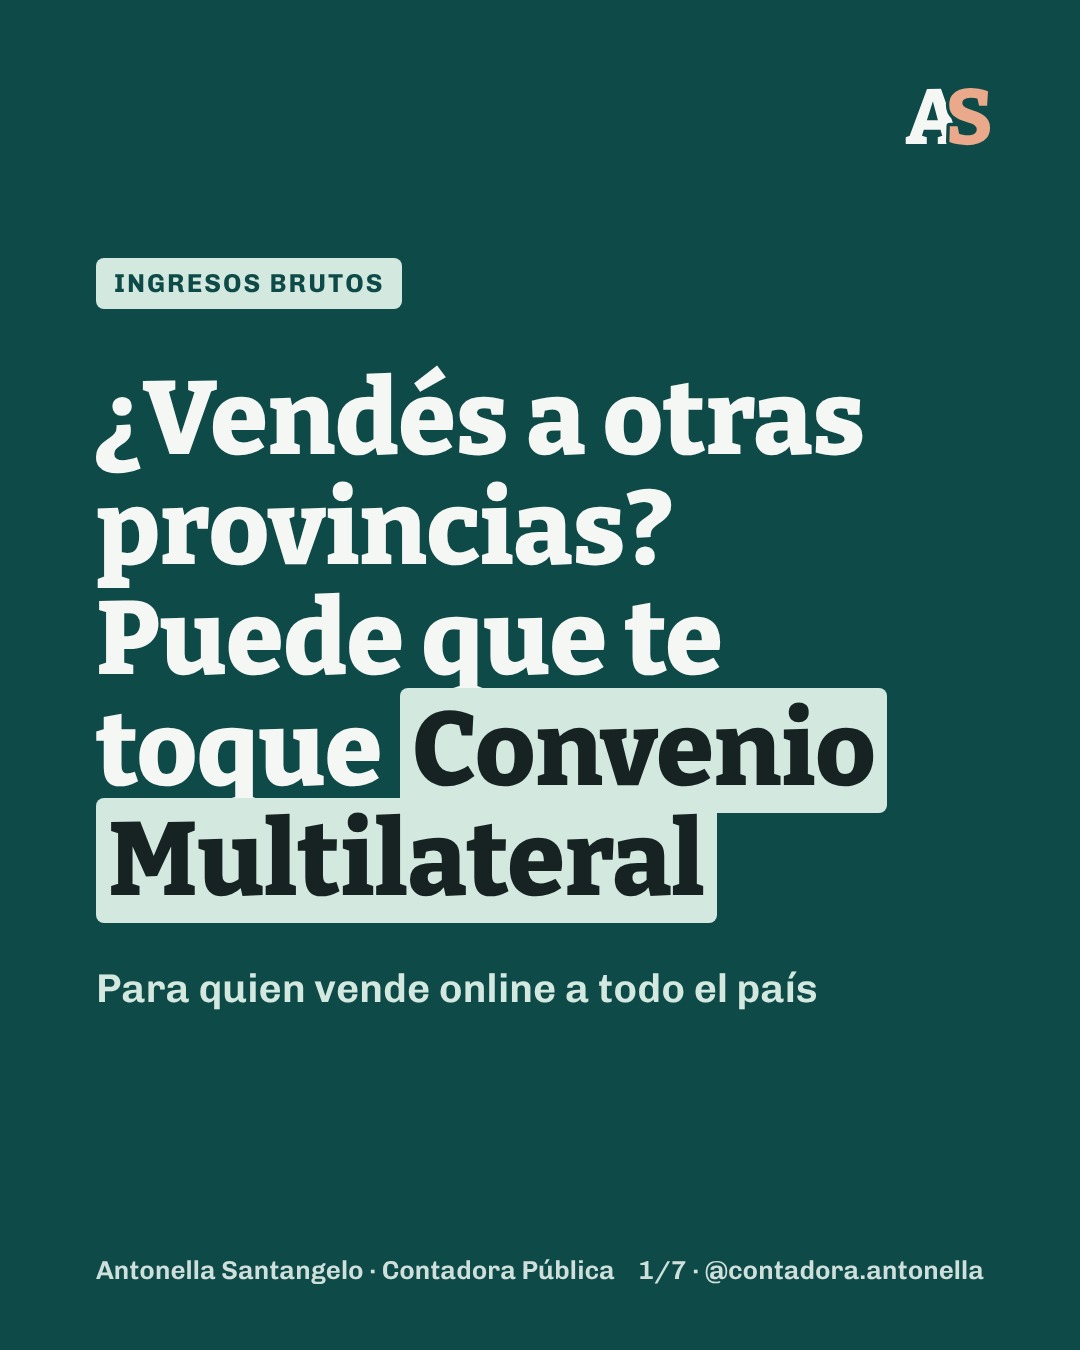 AS
INGRESOS BRUTOS
¿Vendés a otras
provincias?
Puede que te
toque Convenio
Multilateral
Para quien vende online a todo el país
Antonella Santangelo · Contadora Pública 1/7 · @contadora.antonella